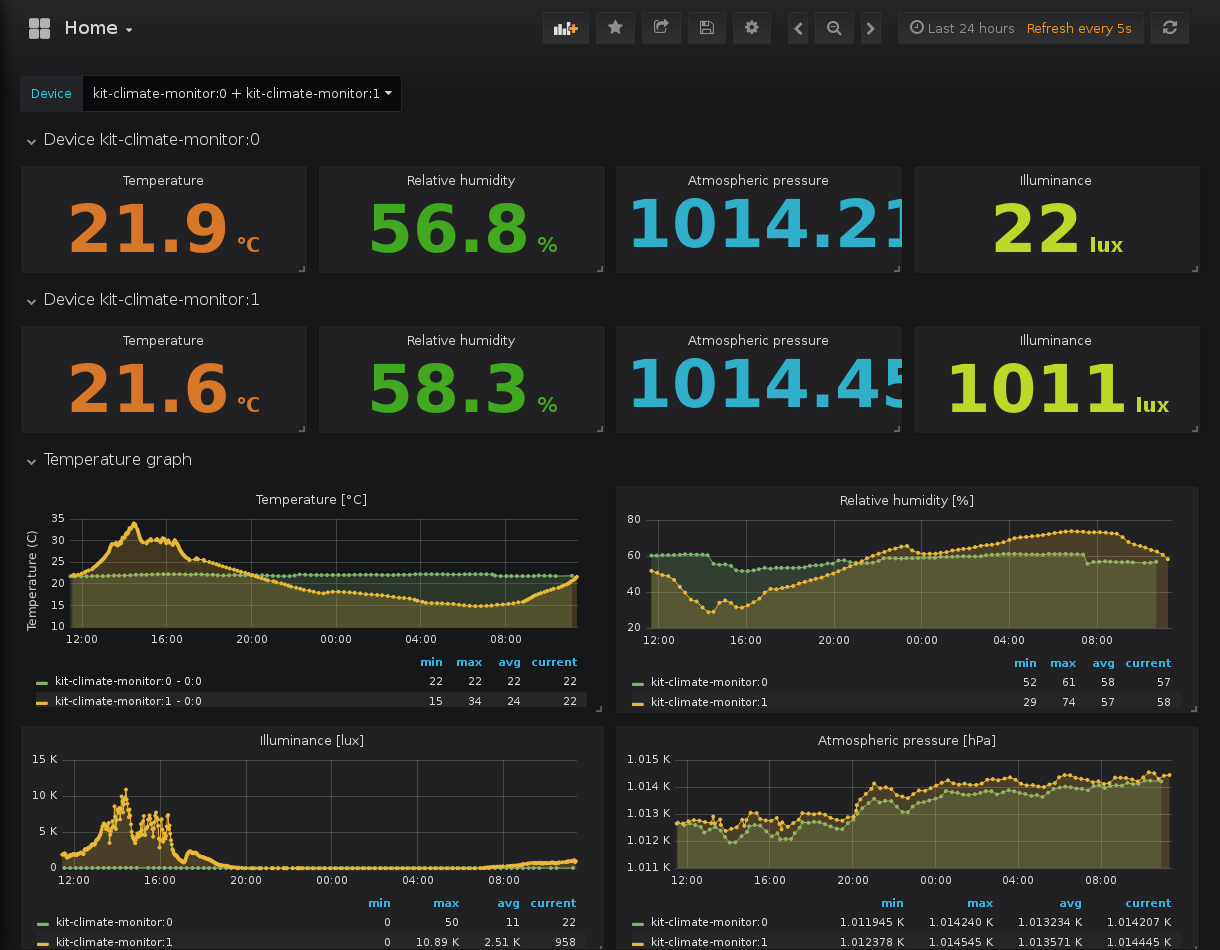 Home
Last 24 hours Refresh every 5s
Device kit-climate-monitor:0 + kit-climate-monitor:1
Device kit-climate-monitor:0
Temperature Relative humidity Atmospheric pressure Illuminance
21.9 °C 56.8 % 1014.21 22 lux
Device kit-climate-monitor:1
Temperature Relative humidity Atmospheric pressure Illuminance
21.6 °C 58.3 % 1014.45 1011 lux
Temperature graph
Temperature [°C]
Temperature (C)
35
30
25
20
15
10
12:00 16:00 20:00 00:00 04:00 08:00
min max avg current
kit-climate-monitor:0 - 0:0 22 22 22 22
kit-climate-monitor:1 - 0:0 15 34 24 22
Relative humidity [%]
80
60
40
20
12:00 16:00 20:00 00:00 04:00 08:00
min max avg current
kit-climate-monitor:0 52 61 58 57
kit-climate-monitor:1 29 74 57 58
Illuminance [lux]
15 K
10 K
5 K
0
12:00 16:00 20:00 00:00 04:00 08:00
min max avg current
kit-climate-monitor:0 0 50 11 22
kit-climate-monitor:1 0 10.89 K 2.51 K 958
Atmospheric pressure [hPa]
1.015 K
1.014 K
1.013 K
1.012 K
1.011 K
12:00 16:00 20:00 00:00 04:00 08:00
min max avg current
kit-climate-monitor:0 1.011945 K 1.014240 K 1.013234 K 1.014207 K
kit-climate-monitor:1 1.012378 K 1.014545 K 1.013571 K 1.014445 K